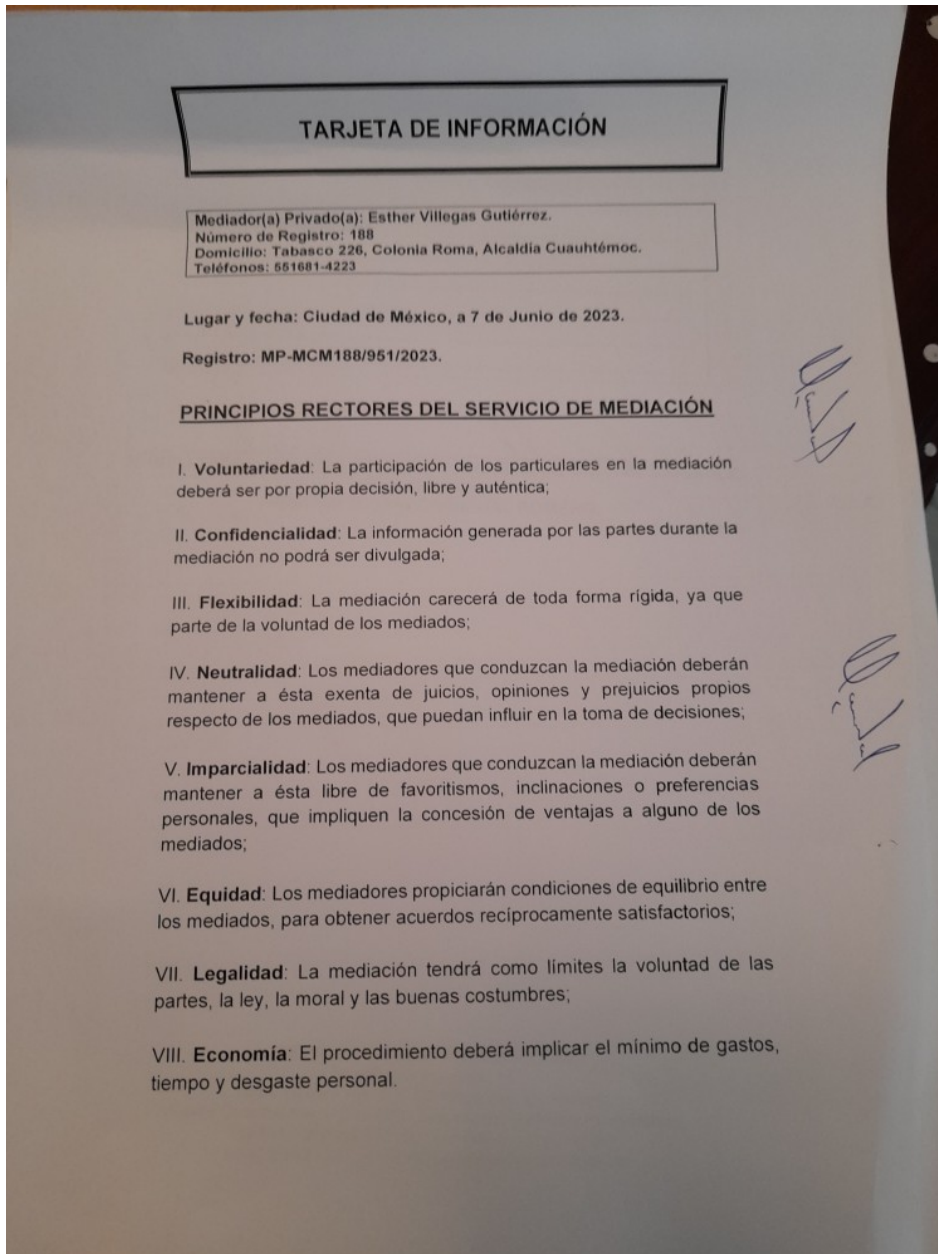 TARJETA DE INFORMACIÓN
Mediador(a) Privado(a): Esther Villegas Gutiérrez.
Número de Registro: 188
Domicilio: Tabasco 226, Colonia Roma, Alcaldía Cuauhtémoc.
Teléfonos: 551681-4223
Lugar y fecha: Ciudad de México, a 7 de Junio de 2023.
Registro: MP-MCM188/951/2023.
PRINCIPIOS RECTORES DEL SERVICIO DE MEDIACIÓN
I. Voluntariedad: La participación de los particulares en la mediación
deberá ser por propia decisión, libre y auténtica;
II. Confidencialidad: La información generada por las partes durante la
mediación no podrá ser divulgada;
III. Flexibilidad: La mediación carecerá de toda forma rígida, ya que
parte de la voluntad de los mediados;
IV. Neutralidad: Los mediadores que conduzcan la mediación deberán
mantener a ésta exenta de juicios, opiniones y prejuicios propios
respecto de los mediados, que puedan influir en la toma de decisiones;
V. Imparcialidad: Los mediadores que conduzcan la mediación deberán
mantener a ésta libre de favoritismos, inclinaciones o preferencias
personales, que impliquen la concesión de ventajas a alguno de los
mediados;
VI. Equidad: Los mediadores propiciarán condiciones de equilibrio entre
los mediados, para obtener acuerdos recíprocamente satisfactorios;
VII. Legalidad: La mediación tendrá como límites la voluntad de las
partes, la ley, la moral y las buenas costumbres;
VIII. Economía: El procedimiento deberá implicar el mínimo de gastos,
tiempo y desgaste personal.